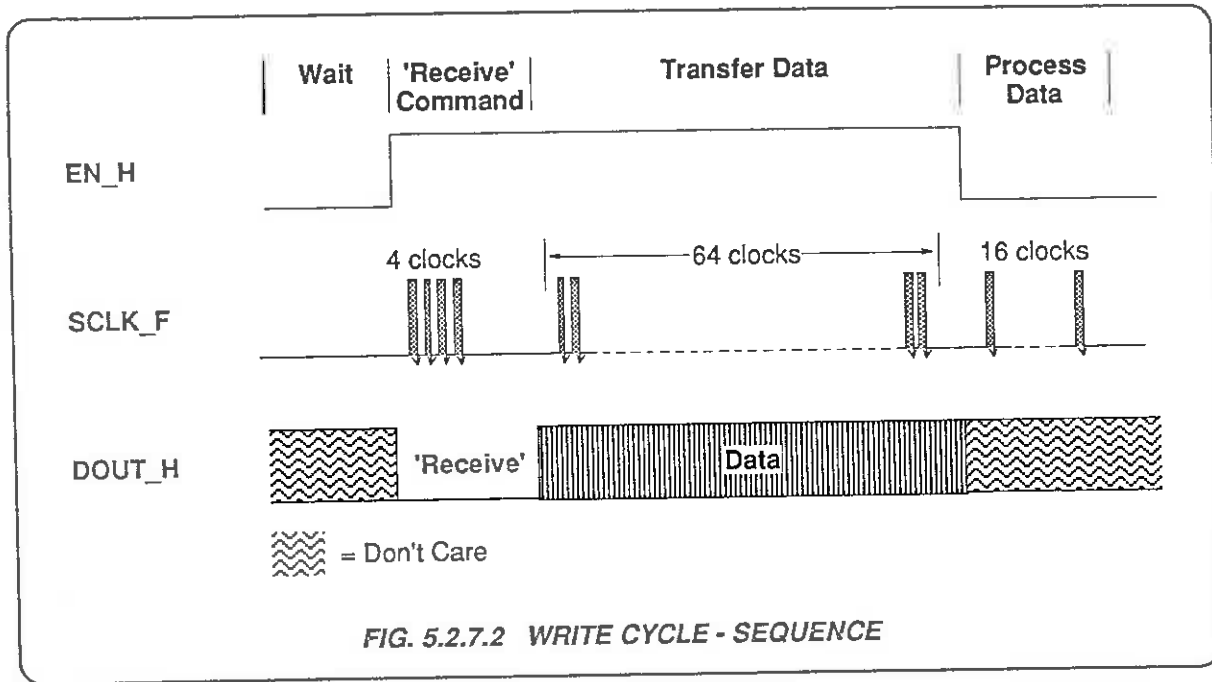 Wait
'Receive'
Command
Transfer Data
Process
Data
EN_H
4 clocks
64 clocks
16 clocks
SCLK_F
DOUT_H
'Receive'
Data
= Don't Care
FIG. 5.2.7.2 WRITE CYCLE - SEQUENCE